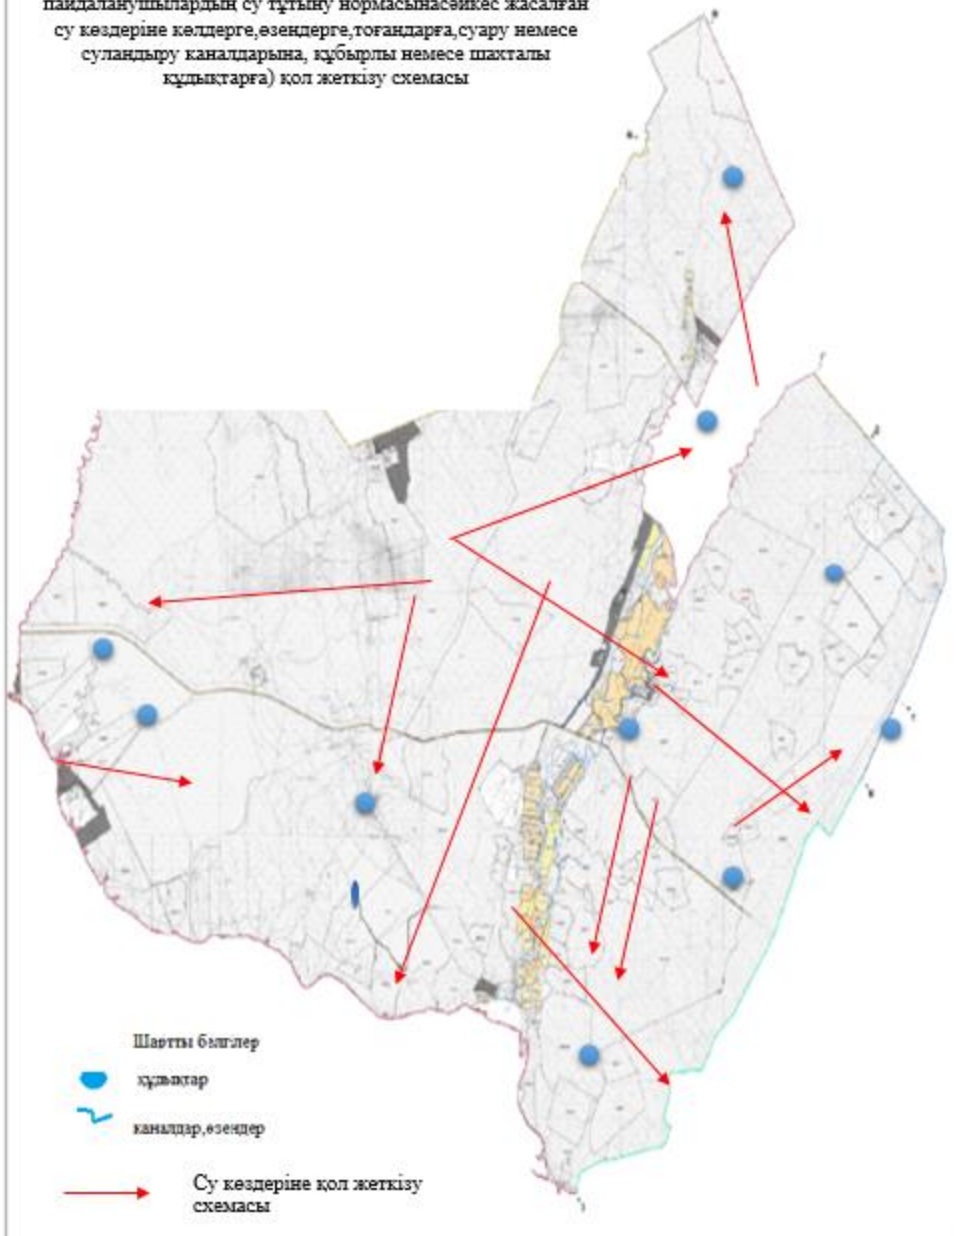 пайдаланушылардың су тұтыну нормасынасәйкес жасалған
су көздеріне көлдерге,өзендерге,тоғандарға,суару немесе
суландыру каналдарына, құбырлы немесе шахталы
құдықтарға) қол жеткізу схемасы
Шартты белгілер
құдықтар
каналдар,өзендер
Су көздеріне қол жеткізу
схемасы